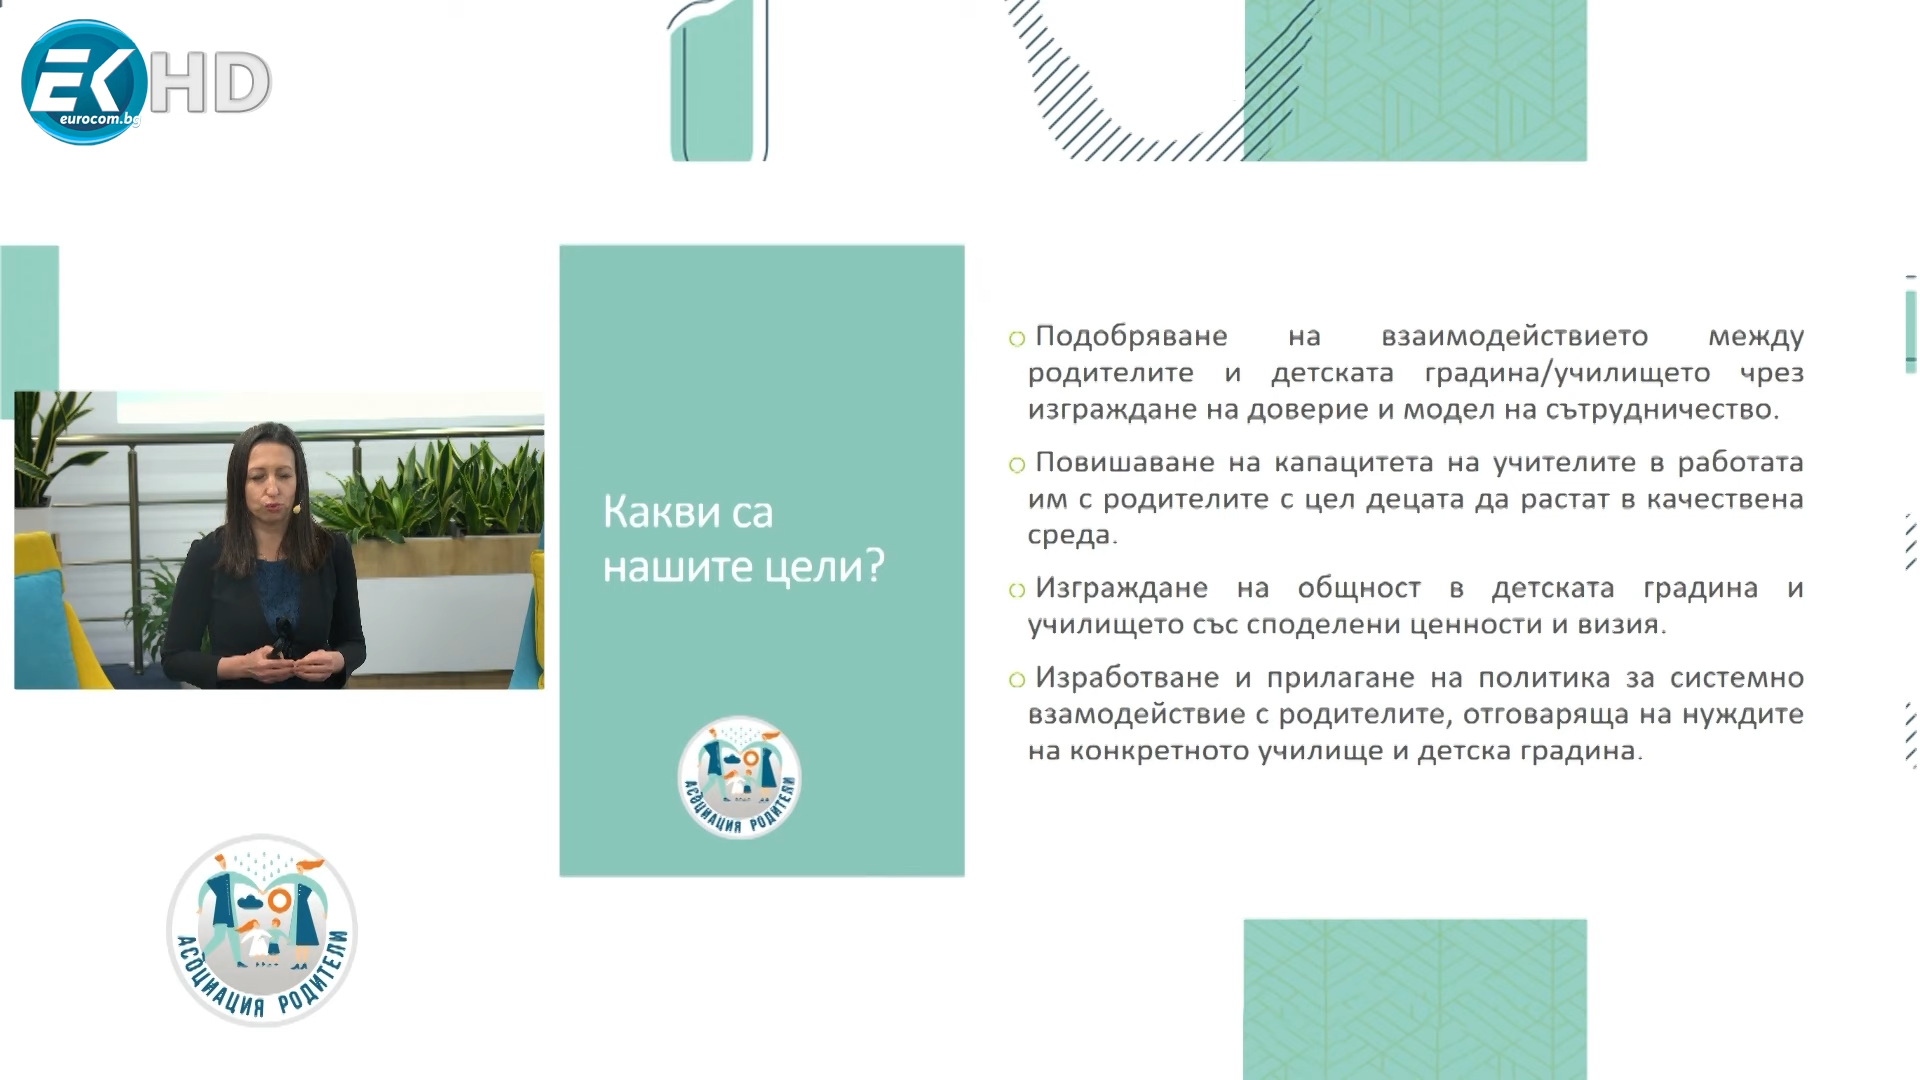 EK HD
eurocom.bg
Какви са
нашите цели?
Подобряване на взаимодействието между
родителите и детската градина/училището чрез
изграждане на доверие и модел на сътрудничество.
Повишаване на капацитета на учителите в работата
им с родителите с цел децата да растат в качествена
среда.
Изграждане на общност в детската градина и
училището със споделени ценности и визия.
Изработване и прилагане на политика за системно
взамодействие с родителите, отговаряща на нуждите
на конкретното училище и детска градина.
АСОЦИАЦИЯ РОДИТЕЛИ
АСОЦИАЦИЯ РОДИТЕЛИ